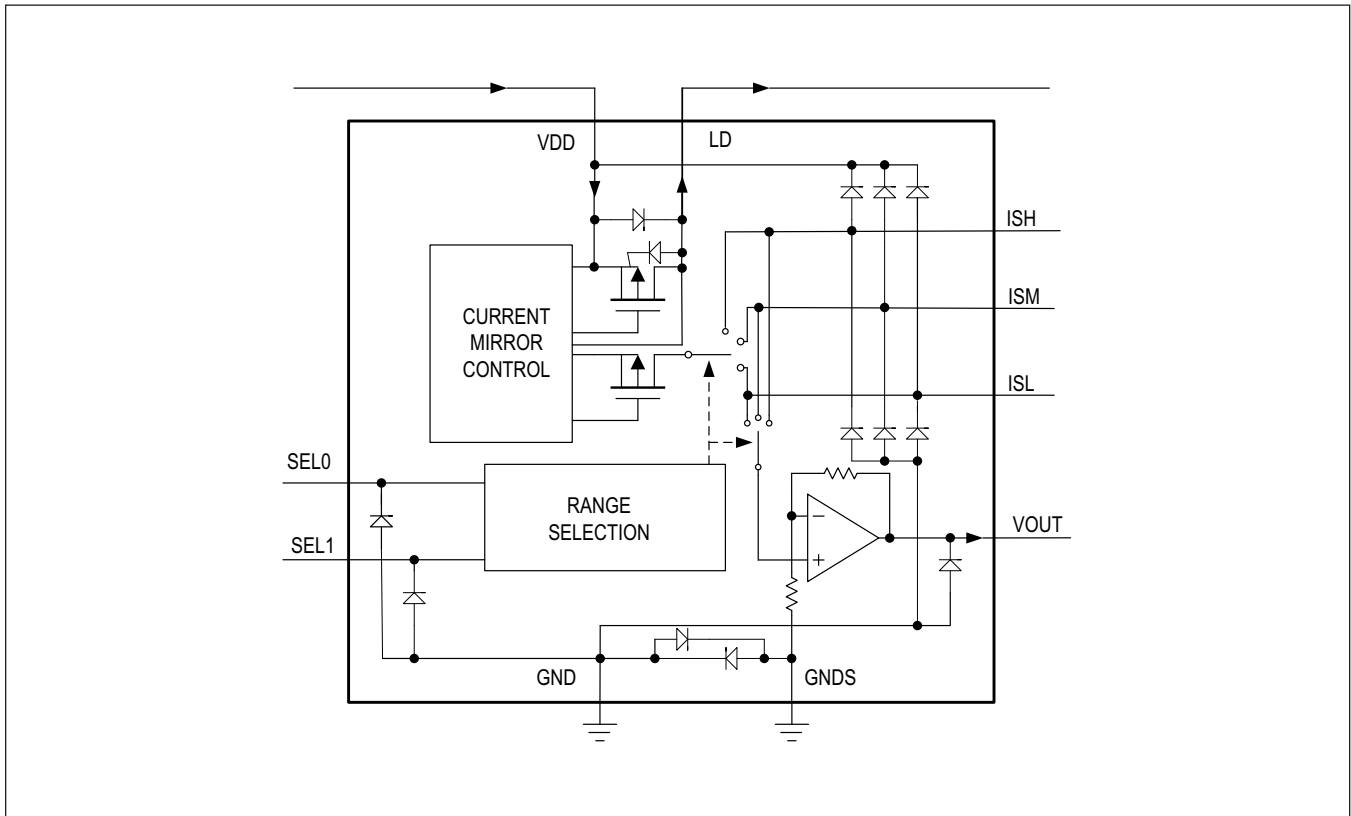 VDD
LD
ISH
ISM
CURRENT
MIRROR
CONTROL
ISL
SEL0
RANGE
SELECTION
−
+
VOUT
SEL1
GND
GNDS